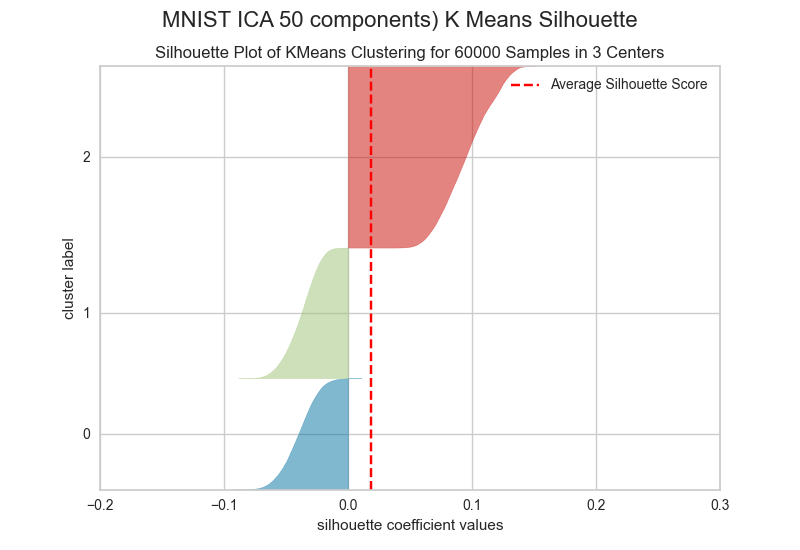 MNIST ICA 50 components) K Means Silhouette
Silhouette Plot of KMeans Clustering for 60000 Samples in 3 Centers
Average Silhouette Score
2
1
0
cluster label
−0.2 −0.1 0.0 0.1 0.2 0.3
silhouette coefficient values